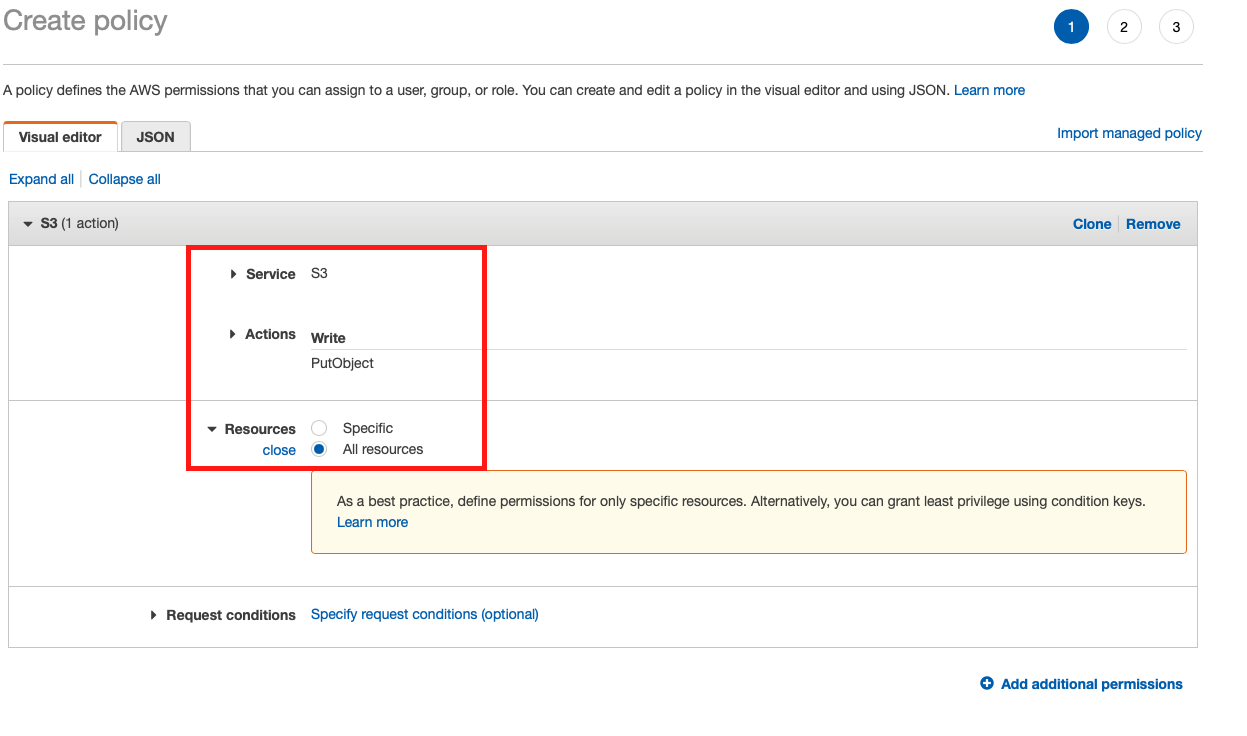 Create policy
1 2 3
A policy defines the AWS permissions that you can assign to a user, group, or role. You can create and edit a policy in the visual editor and using JSON. Learn more
Visual editor JSON
Import managed policy
Expand all Collapse all
S3 (1 action) Clone Remove
Service S3
Actions Write
PutObject
Resources Specific
close All resources
As a best practice, define permissions for only specific resources. Alternatively, you can grant least privilege using condition keys.
Learn more
Request conditions Specify request conditions (optional)
Add additional permissions